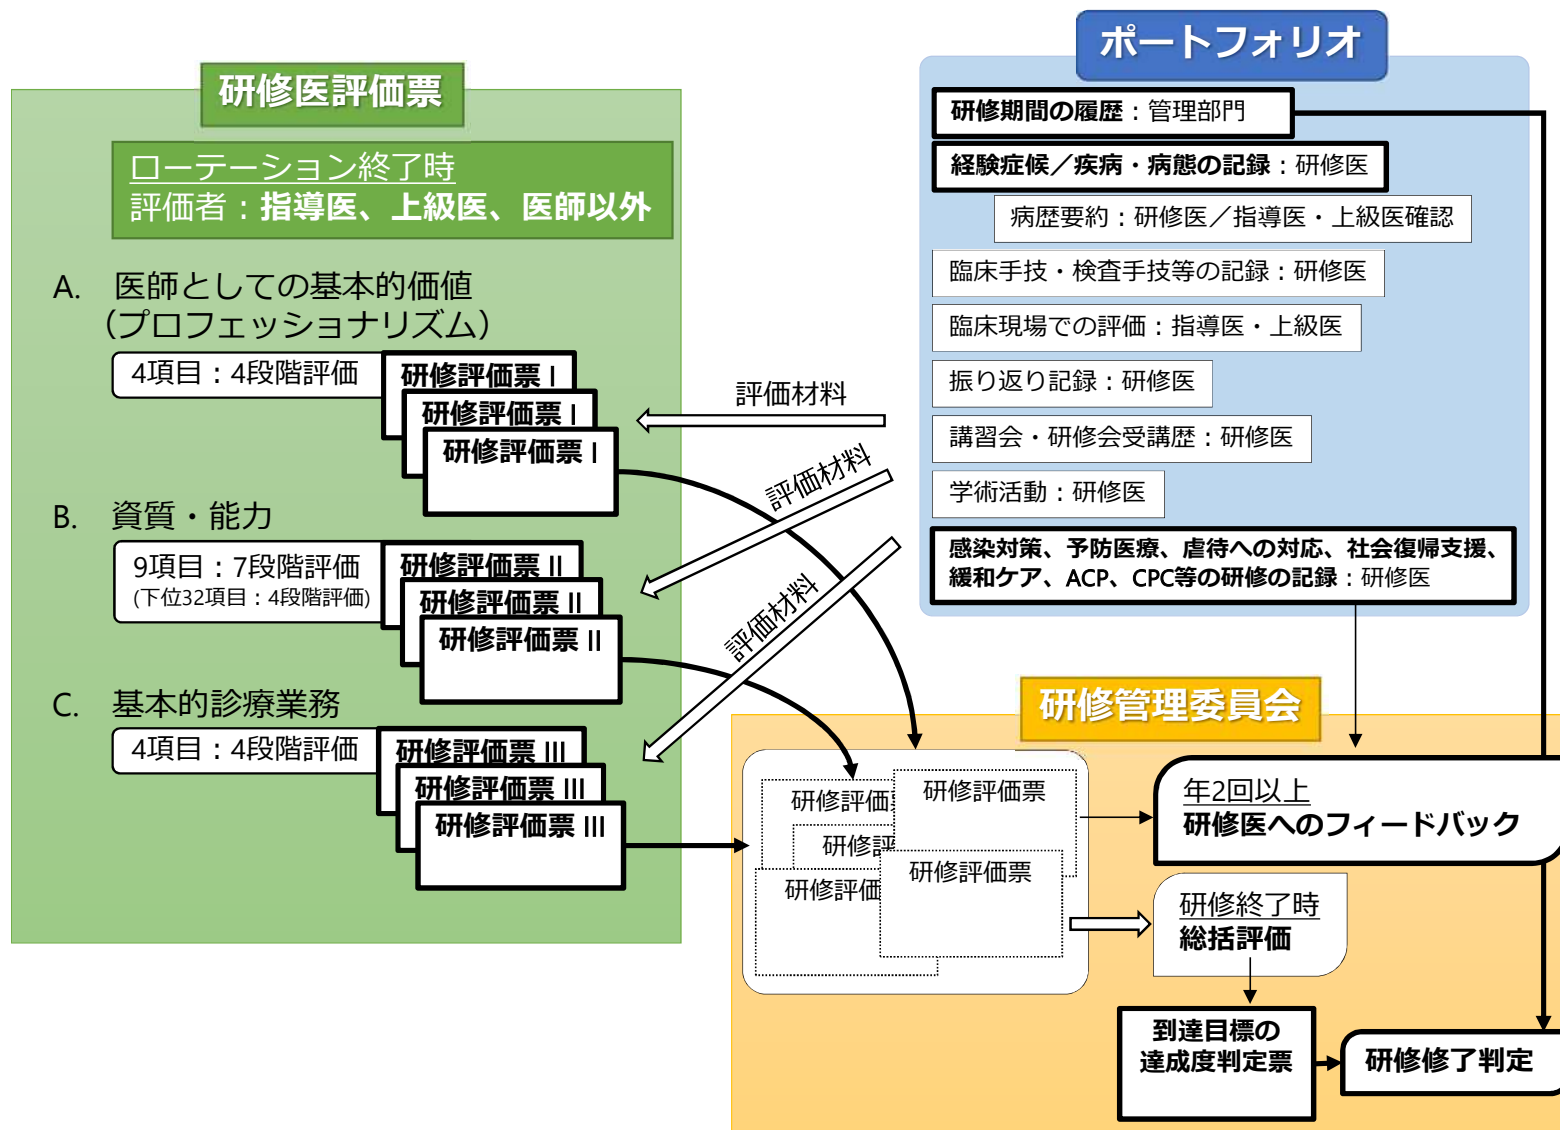 研修医評価票
ローテーション終了時
評価者：指導医、上級医、医師以外
A. 医師としての基本的価値
（プロフェッショナリズム）
4項目：4段階評価
研修評価票 I
研修評価票 I
研修評価票 I
B. 資質・能力
9項目：7段階評価
(下位32項目：4段階評価)
研修評価票 II
研修評価票 II
研修評価票 II
C. 基本的診療業務
4項目：4段階評価
研修評価票 III
研修評価票 III
研修評価票 III
評価材料
評価材料
評価材料
ポートフォリオ
研修期間の履歴：管理部門
経験症候／疾病・病態の記録：研修医
病歴要約：研修医／指導医・上級医確認
臨床手技・検査手技等の記録：研修医
臨床現場での評価：指導医・上級医
振り返り記録：研修医
講習会・研修会受講歴：研修医
学術活動：研修医
感染対策、予防医療、虐待への対応、社会復帰支援、
緩和ケア、ACP、CPC等の研修の記録：研修医
研修管理委員会
研修評価
研修評価票
研修
研修評価票
研修評価
年2回以上
研修医へのフィードバック
研修終了時
総括評価
到達目標の
達成度判定票
研修修了判定